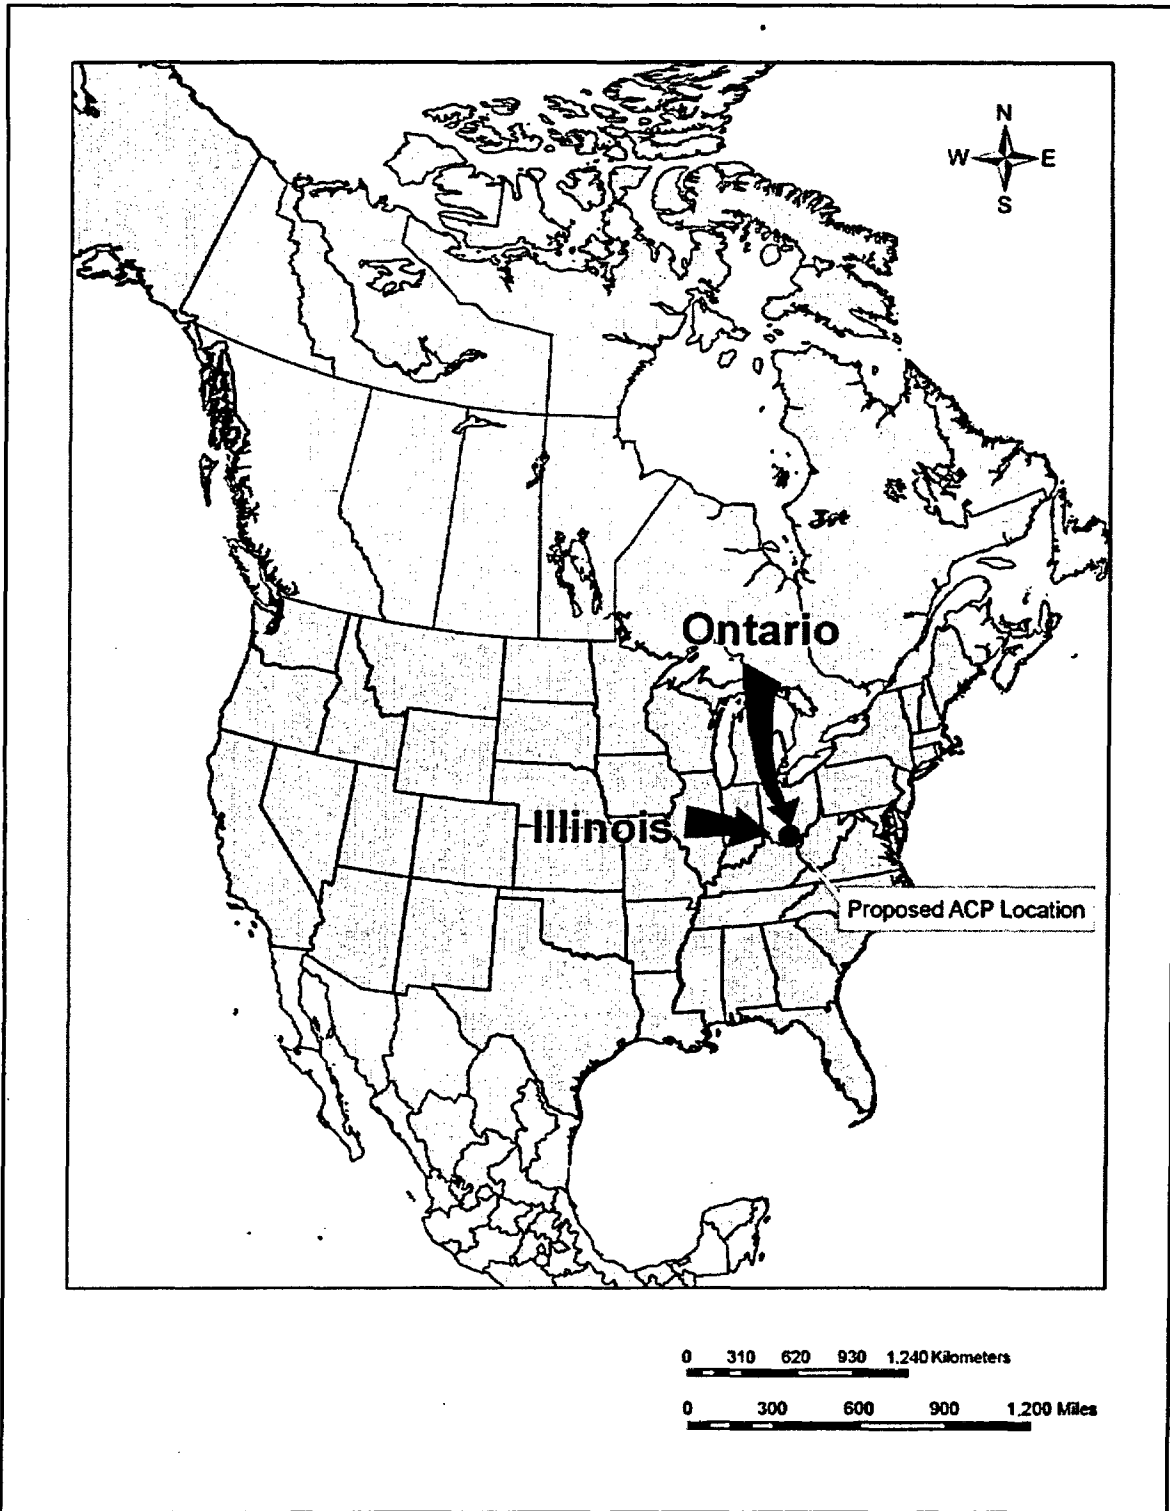 N
W E
S
Ontario
Illinois
Proposed ACP Location
0 310 620 930 1,240 Kilometers
0 300 600 900 1,200 Miles